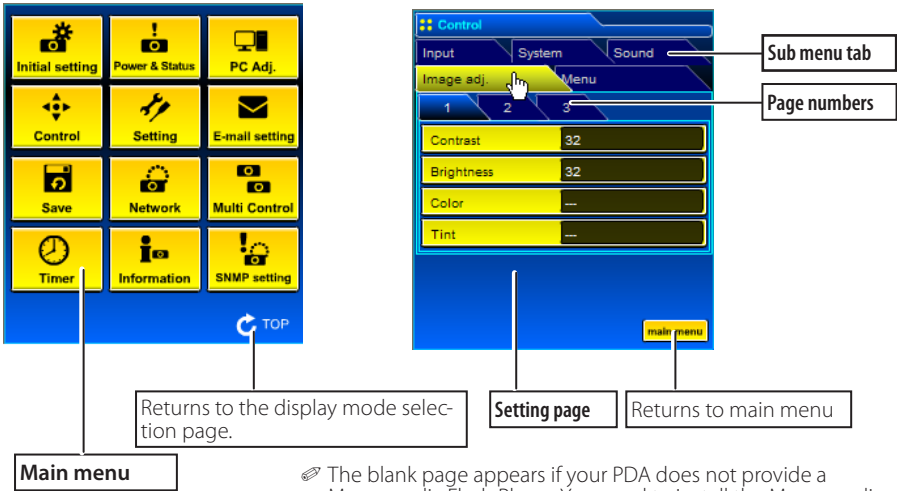 Initial setting
Power & Status
PC Adj.
Control
Setting
E-mail setting
Save
Network
Multi Control
Timer
Information
SNMP setting
TOP
Control
Input
System
Sound
Image adj.
Menu
1
2
3
Contrast
32
Brightness
32
Color
---
Tint
---
main menu
Sub menu tab
Page numbers
Returns to the display mode selec-
tion page.
Setting page
Returns to main menu
Main menu
The blank page appears if your PDA does not provide a